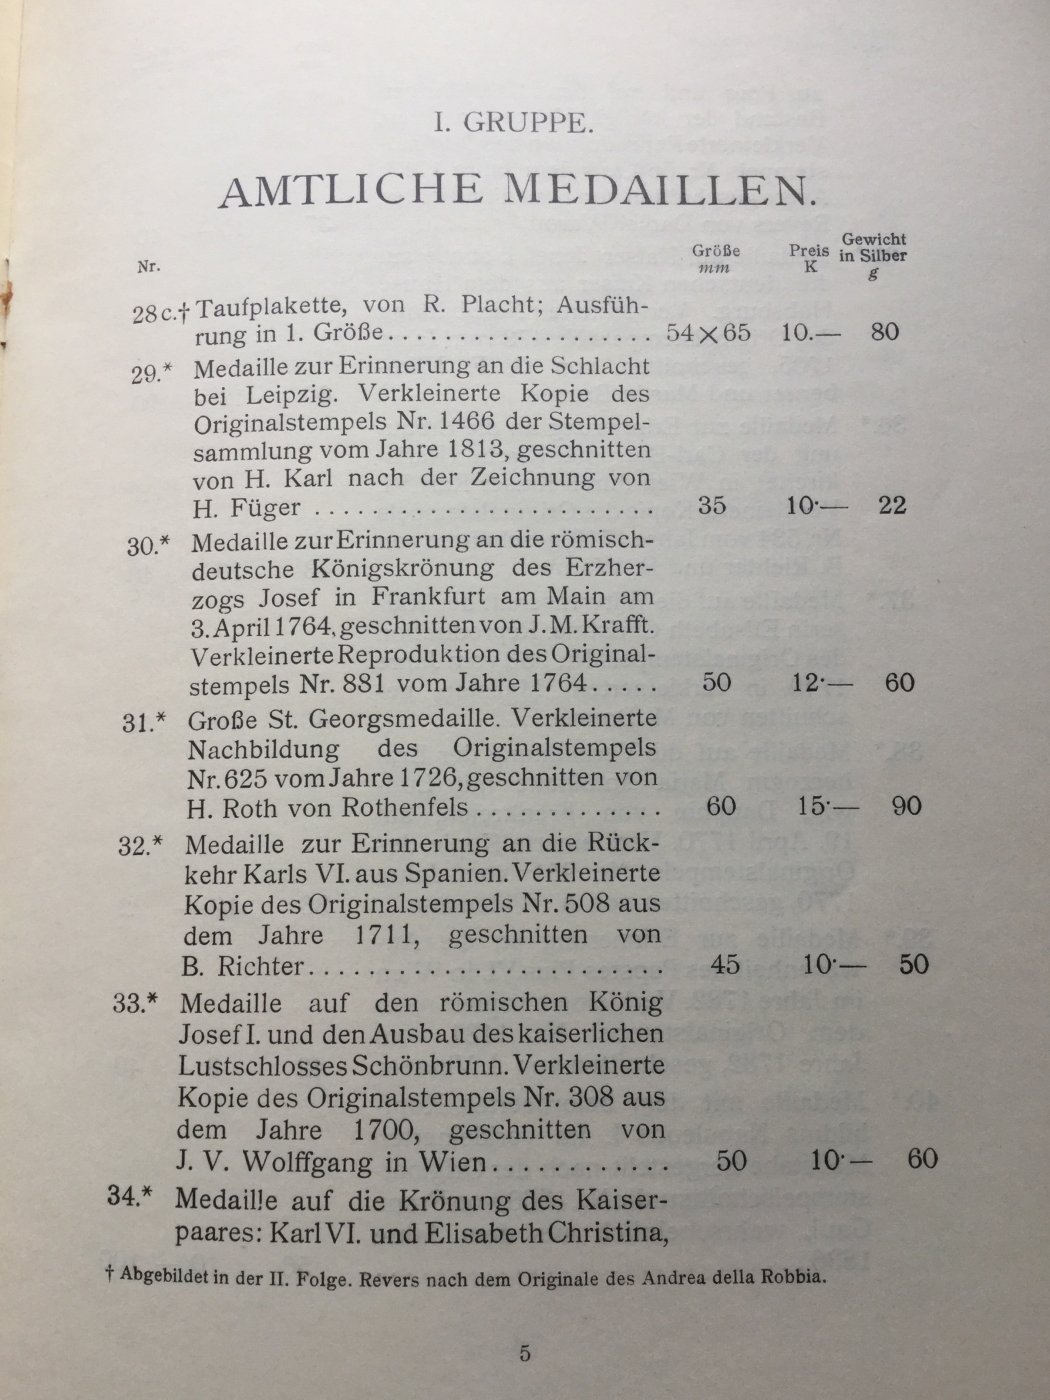 I. GRUPPE.
AMTLICHE MEDAILLEN.
Nr. Größe mm Preis K Gewicht in Silber g
28c.† Taufplakette, von R. Placht; Ausfüh-
rung in 1. Größe................... 54×65 10.— 80
29.* Medaille zur Erinnerung an die Schlacht
bei Leipzig. Verkleinerte Kopie des
Originalstempels Nr. 1466 der Stempel-
sammlung vom Jahre 1813, geschnitten
von H. Karl nach der Zeichnung von
H. Füger ........................ 35 10·— 22
30.* Medaille zur Erinnerung an die römisch-
deutsche Königskrönung des Erzher-
zogs Josef in Frankfurt am Main am
3. April 1764, geschnitten von J. M. Krafft.
Verkleinerte Reproduktion des Original-
stempels Nr. 881 vom Jahre 1764..... 50 12·— 60
31.* Große St. Georgsmedaille. Verkleinerte
Nachbildung des Originalstempels
Nr. 625 vom Jahre 1726, geschnitten von
H. Roth von Rothenfels ............. 60 15·— 90
32.* Medaille zur Erinnerung an die Rück-
kehr Karls VI. aus Spanien. Verkleinerte
Kopie des Originalstempels Nr. 508 aus
dem Jahre 1711, geschnitten von
B. Richter......................... 45 10·— 50
33.* Medaille auf den römischen König
Josef I. und den Ausbau des kaiserlichen
Lustschlosses Schönbrunn. Verkleinerte
Kopie des Originalstempels Nr. 308 aus
dem Jahre 1700, geschnitten von
J. V. Wolffgang in Wien............ 50 10·— 60
34.* Medaille auf die Krönung des Kaiser-
paares: Karl VI. und Elisabeth Christina,
† Abgebildet in der II. Folge. Revers nach dem Originale des Andrea della Robbia.
5